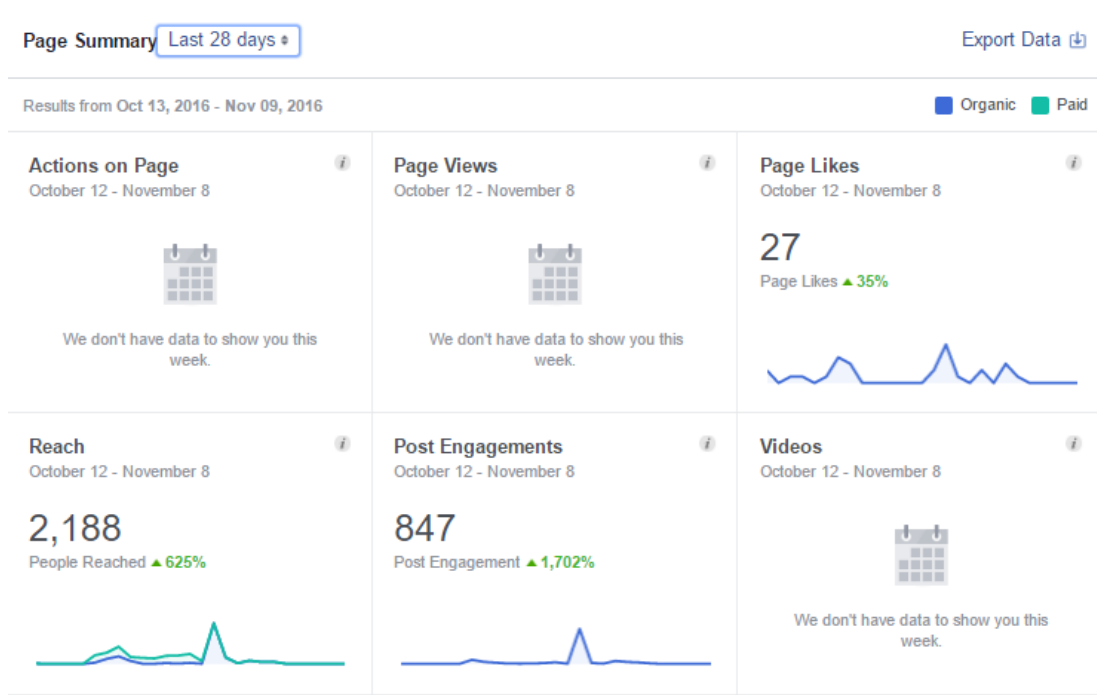 Page Summary Last 28 days Export Data
Results from Oct 13, 2016 - Nov 09, 2016 Organic Paid
Actions on Page
October 12 - November 8
We don't have data to show you this
week.
Page Views
October 12 - November 8
We don't have data to show you this
week.
Page Likes
October 12 - November 8
27
Page Likes ▲ 35%
Reach
October 12 - November 8
2,188
People Reached ▲ 625%
Post Engagements
October 12 - November 8
847
Post Engagement ▲ 1,702%
Videos
October 12 - November 8
We don't have data to show you this
week.